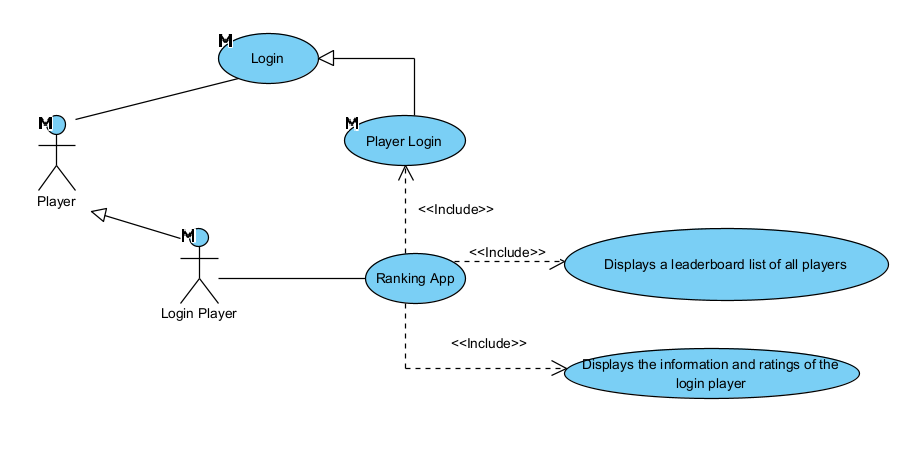 M
Login
M
M
Player Login
Player
<<Include>>
M
<<Include>>
Displays a leaderboard list of all players
Ranking App
Login Player
<<Include>>
Displays the information and ratings of the
login player